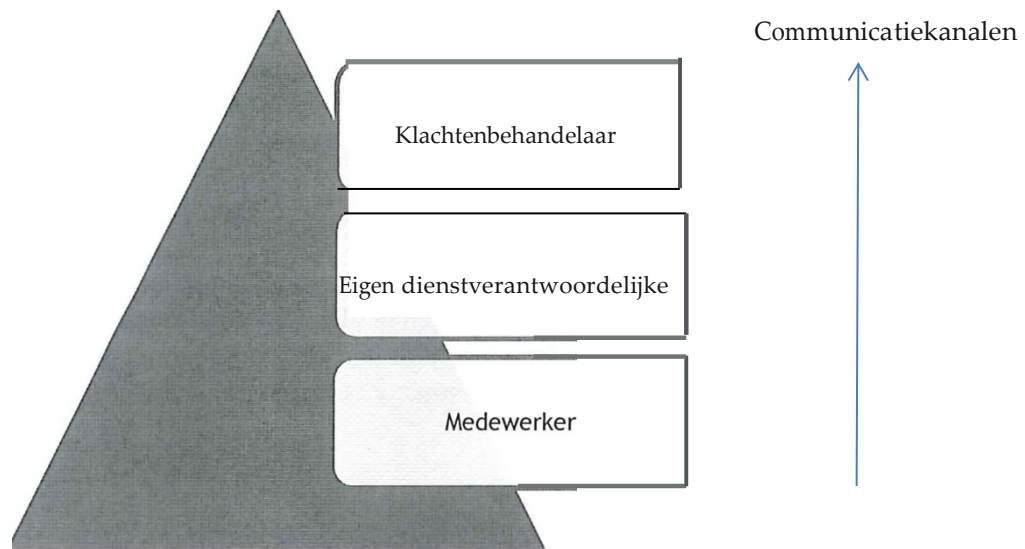 Communicatiekanalen
Klachtenbehandelaar
Eigen dienstverantwoordelijke
Medewerker